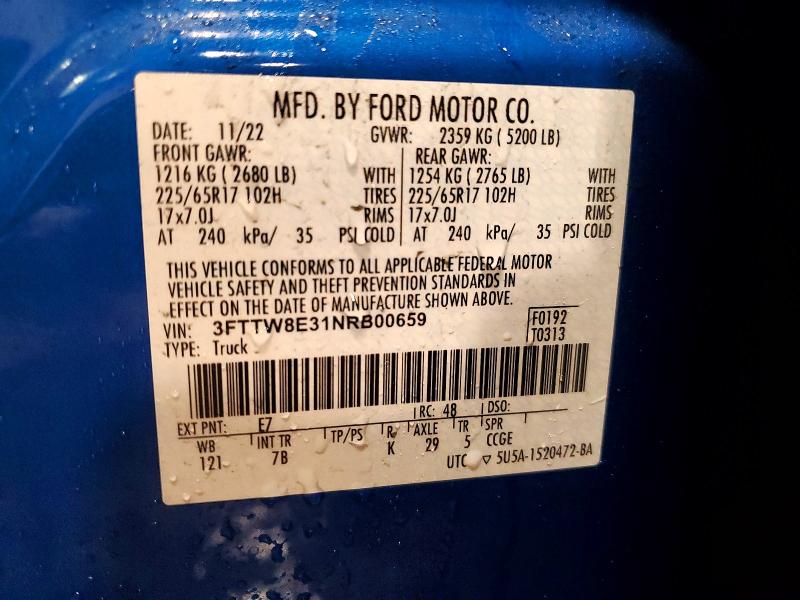 MFD. BY FORD MOTOR CO.
DATE: 11/22 GVWR: 2359 KG ( 5200 LB)
FRONT GAWR: REAR GAWR:
1216 KG ( 2680 LB) WITH 1254 KG ( 2765 LB) WITH
225/65R17 102H TIRES 225/65R17 102H TIRES
17x7.0J RIMS 17x7.0J RIMS
AT 240 kPa/ 35 PSI COLD AT 240 kPa/ 35 PSI COLD
THIS VEHICLE CONFORMS TO ALL APPLICABLE FEDERAL MOTOR
VEHICLE SAFETY AND THEFT PREVENTION STANDARDS IN
EFFECT ON THE DATE OF MANUFACTURE SHOWN ABOVE.
VIN: 3FTTW8E31NRB00659 F0192
TYPE: Truck T0313
EXT PNT: E7 RC: 48 DSO:
WB INT TR TP/PS R AXLE TR SPR
121 7B K 29 5 CCGE
UTC ▽ 5U5A-1520472-BA